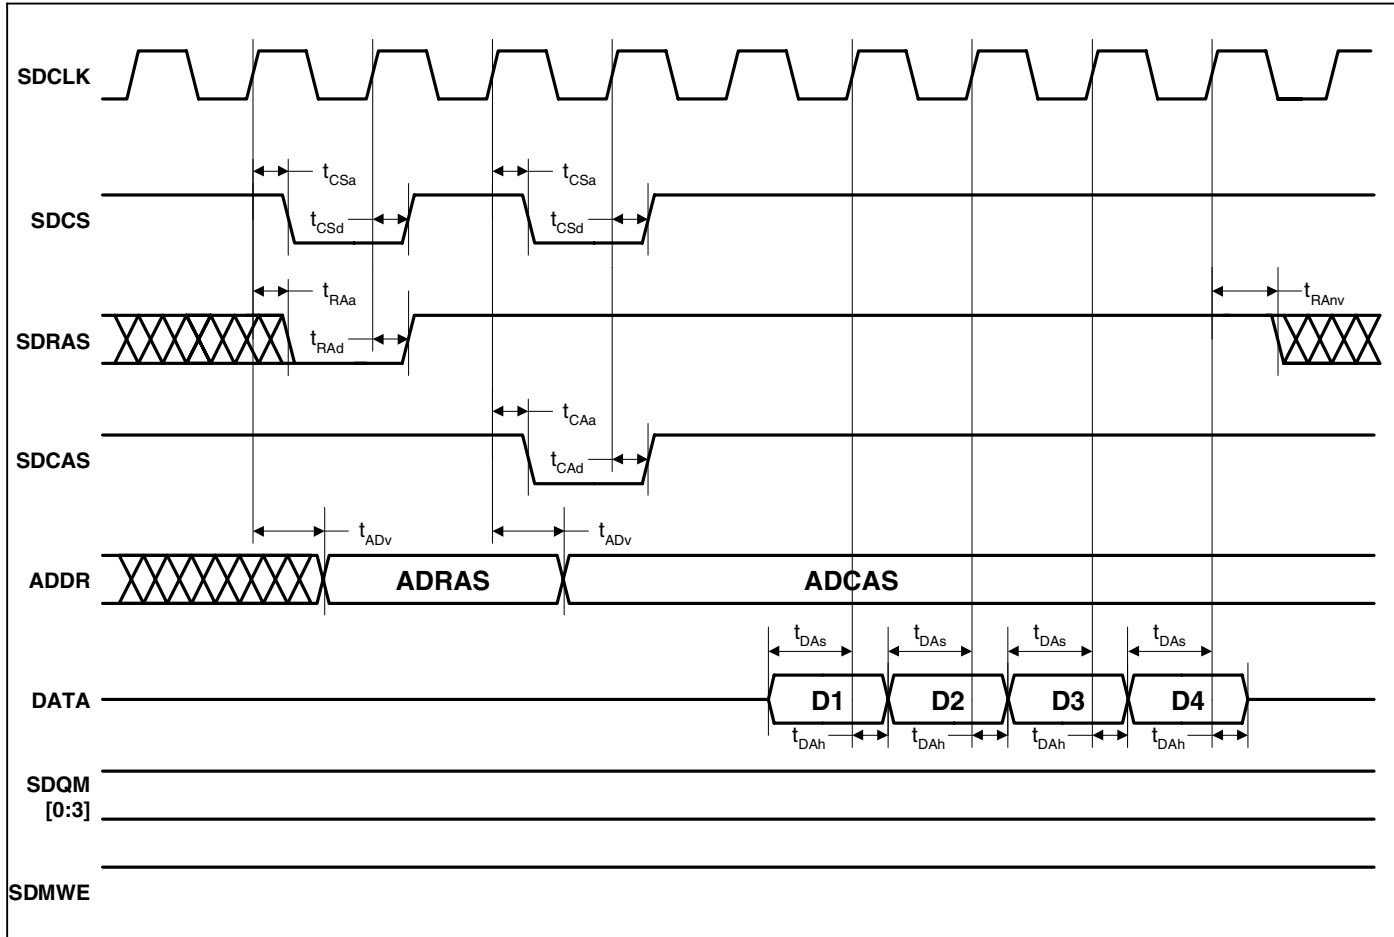 SDCLK
tCSa
tCSa
SDCS
tCSd
tCSd
tRAa
tRAnv
SDRAS
tRAd
tCAa
SDCAS
tCAd
tADv
tADv
ADDR
ADRAS
ADCAS
tDAs
tDAs
tDAs
tDAs
DATA
D1
D2
D3
D4
tDAh
tDAh
tDAh
tDAh
SDQM
[0:3]
SDMWE